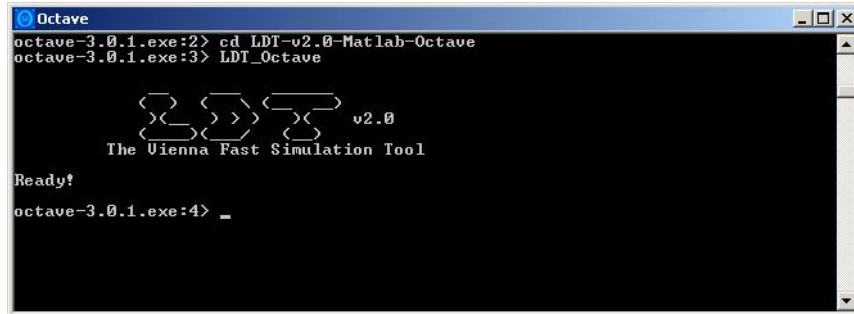 Octave
octave-3.0.1.exe:2> cd LDT-v2.0-Matlab-Octave
octave-3.0.1.exe:3> LDT_Octave
LDT v2.0
The Vienna Fast Simulation Tool
Ready!
octave-3.0.1.exe:4> _